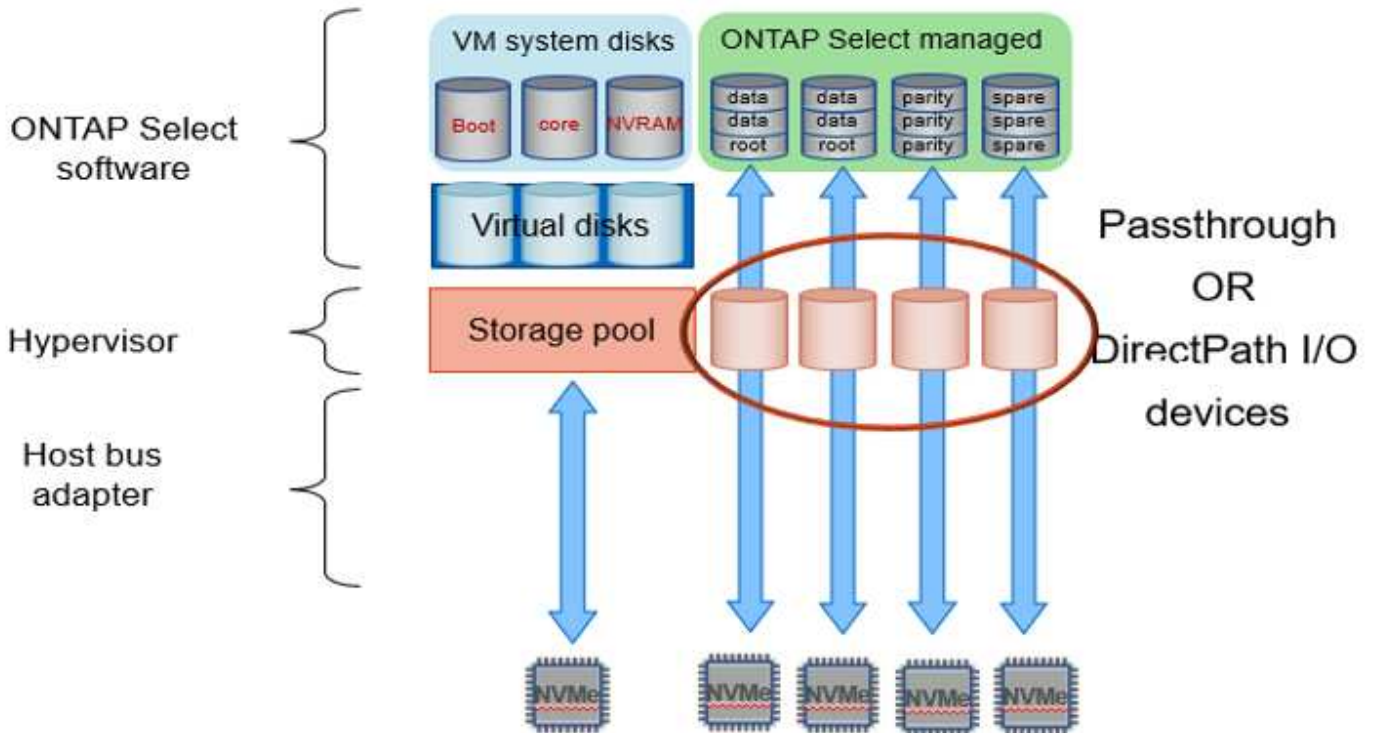 VM system disks
ONTAP Select managed
Boot
core
NVRAM
data
data
root
data
data
root
parity
parity
parity
spare
spare
spare
ONTAP Select
software
Virtual disks
Passthrough
OR
DirectPath I/O
devices
Hypervisor
Storage pool
Host bus
adapter
NVMe
NVMe
NVMe
NVMe
NVMe